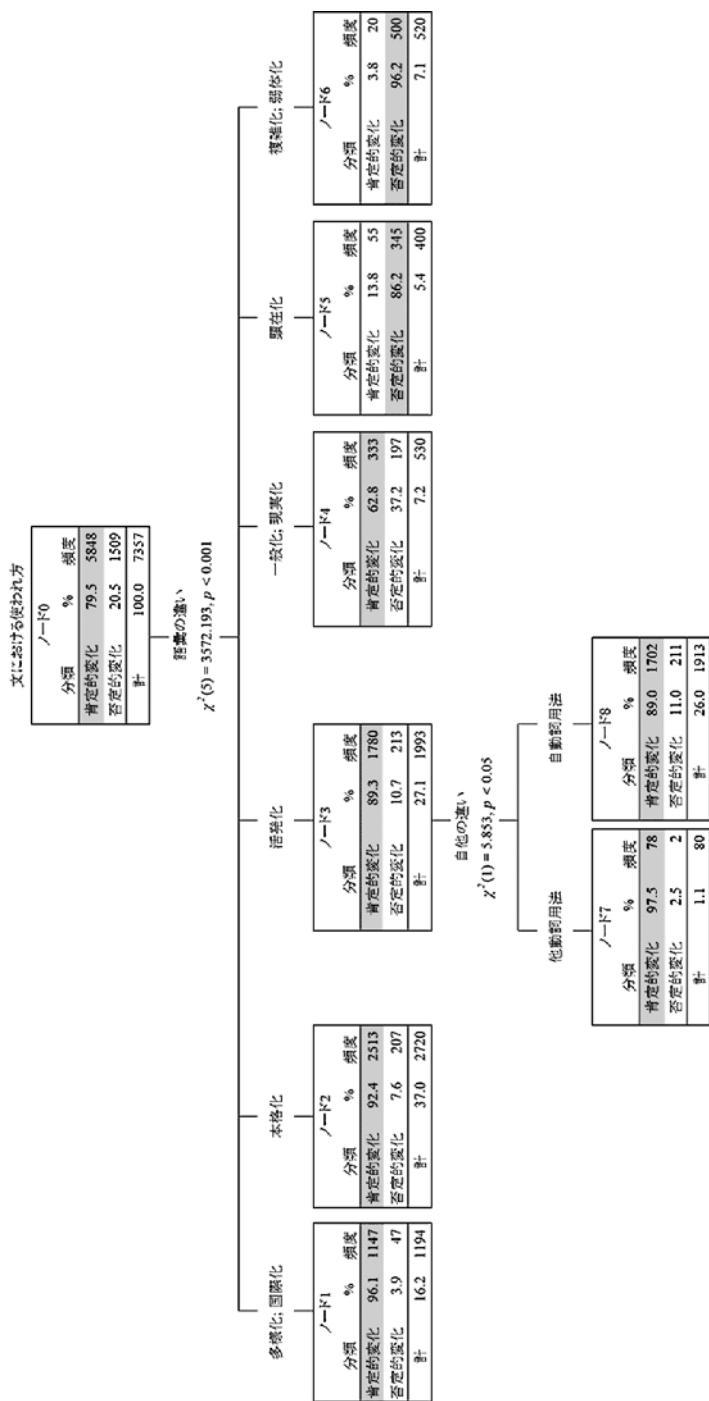 文における使われ方
ノード0
分類 % 頻度
肯定的変化 79.5 5848
否定的変化 20.5 1509
計 100.0 7357
語彙の違い
χ²(5) = 3572.193, p < 0.001
多様化; 国際化
ノード1
分類 % 頻度
肯定的変化 96.1 1147
否定的変化 3.9 47
計 16.2 1194
本格化
ノード2
分類 % 頻度
肯定的変化 92.4 2513
否定的変化 7.6 207
計 37.0 2720
活発化
ノード3
分類 % 頻度
肯定的変化 89.3 1780
否定的変化 10.7 213
計 27.1 1993
一般化; 現実化
ノード4
分類 % 頻度
肯定的変化 62.8 333
否定的変化 37.2 197
計 7.2 530
顕在化
ノード5
分類 % 頻度
肯定的変化 13.8 55
否定的変化 86.2 345
計 5.4 400
複雑化; 弱体化
ノード6
分類 % 頻度
肯定的変化 3.8 20
否定的変化 96.2 500
計 7.1 520
自他の違い
χ²(1) = 5.853, p < 0.05
他動詞用法
ノード7
分類 % 頻度
肯定的変化 97.5 78
否定的変化 2.5 2
計 1.1 80
自動詞用法
ノード8
分類 % 頻度
肯定的変化 89.0 1702
否定的変化 11.0 211
計 26.0 1913